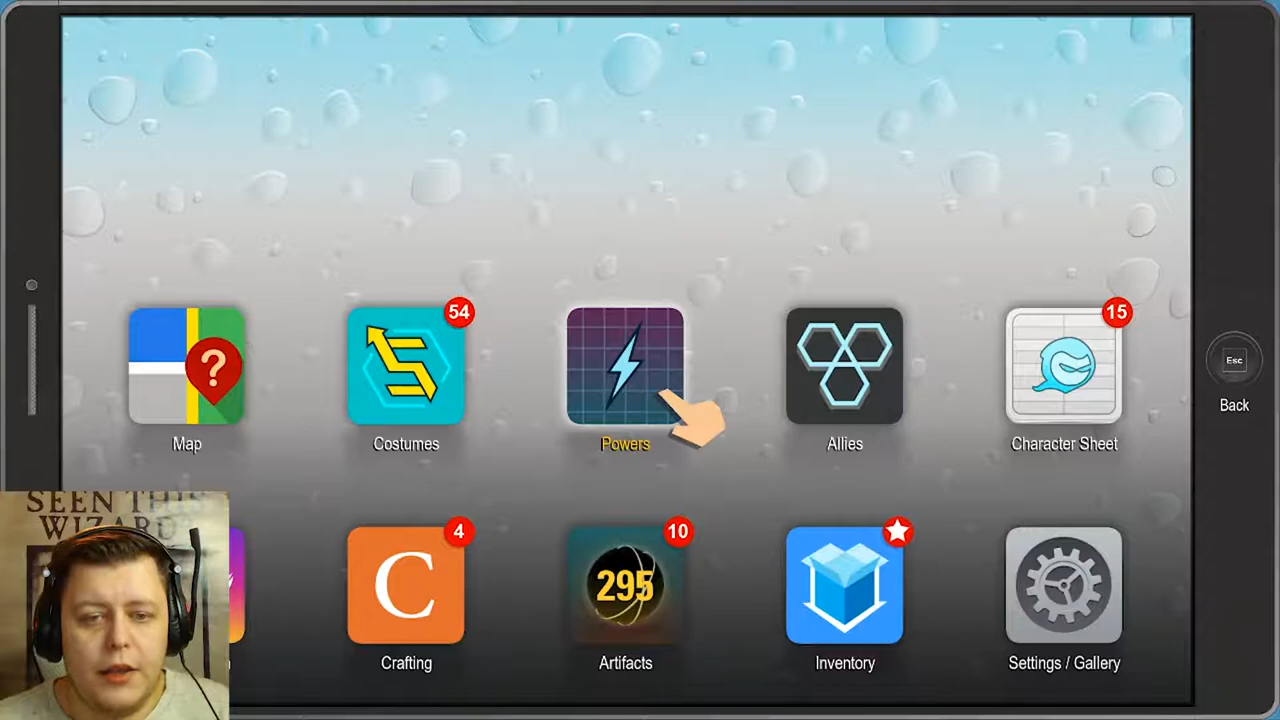 54
15
?
Esc
Back
Map
Costumes
Powers
Allies
Character Sheet
SEEN THIS
WIZARD
4
10
C
295
Crafting
Artifacts
Inventory
Settings / Gallery